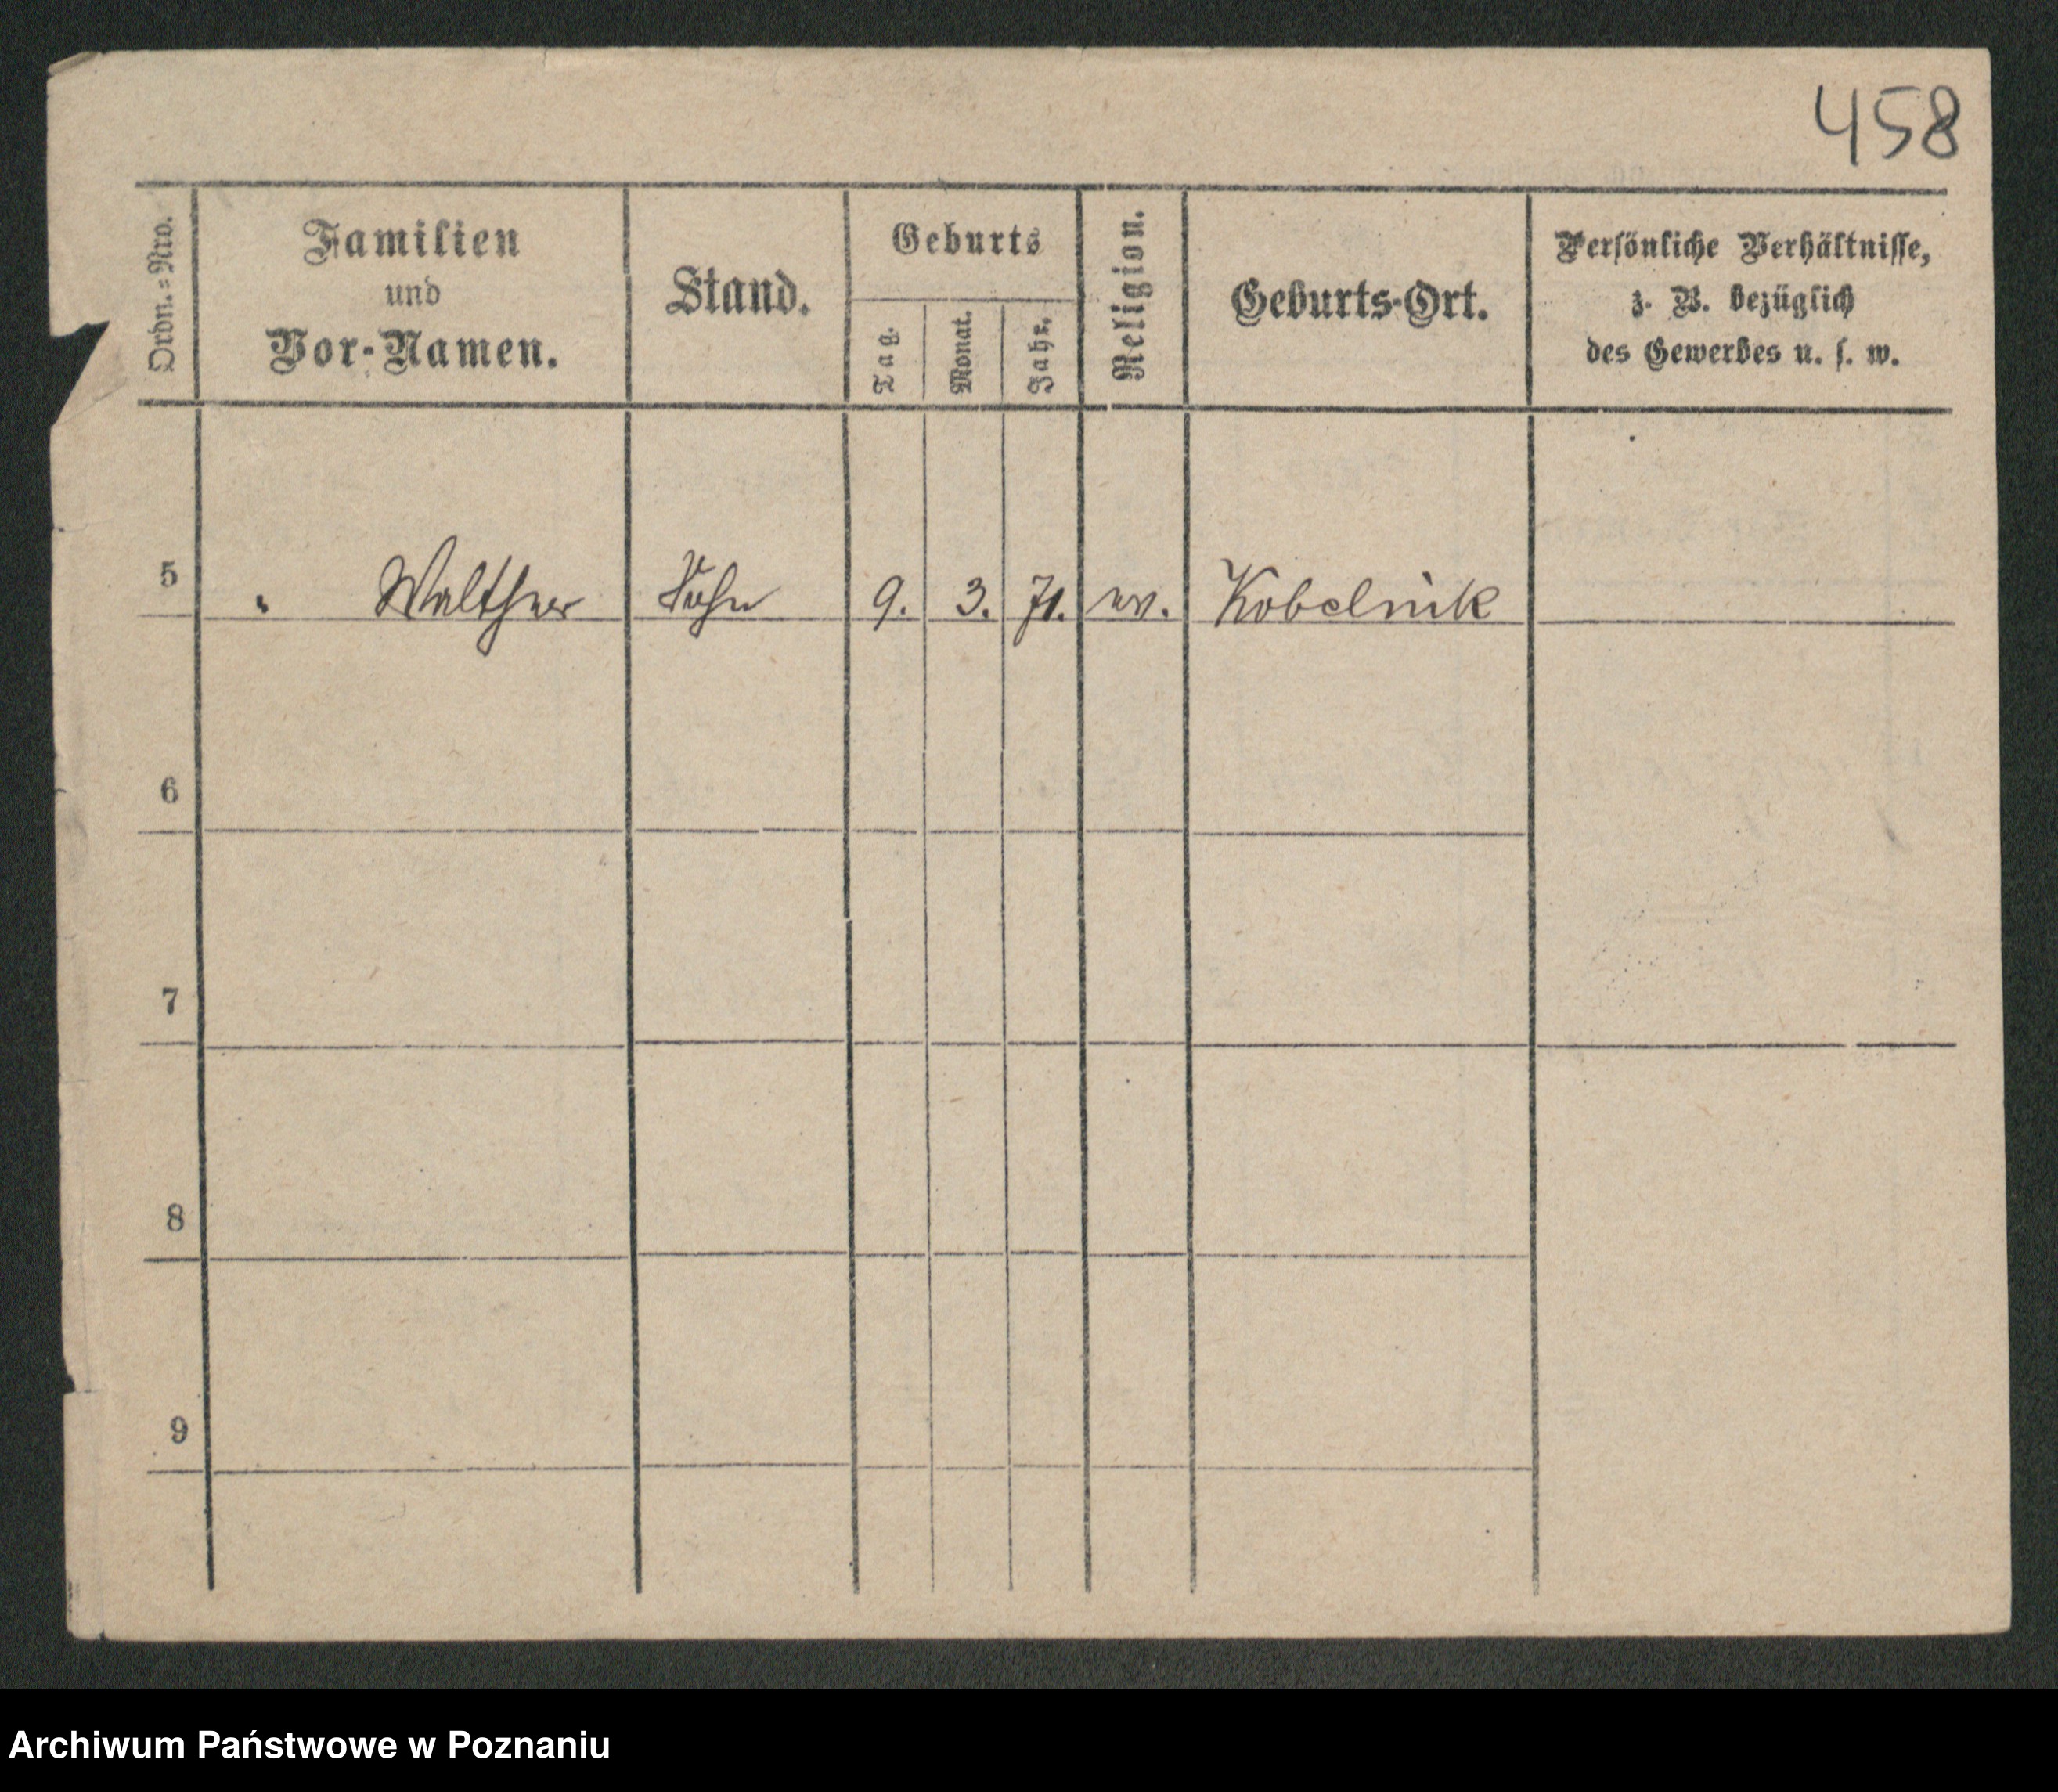 458
Ordn.=Nro.
Familien
und
Vor-Namen.
Stand.
Geburts
Tag.
Monat.
Jahr.
Religion.
Geburts-Ort.
Persönliche Verhältnisse,
z. B. bezüglich
des Gewerbes u. s. w.
5 " Walther Sohn 9. 3. 71. ev. Kobelnik
6
7
8
9
Archiwum Państwowe w Poznaniu